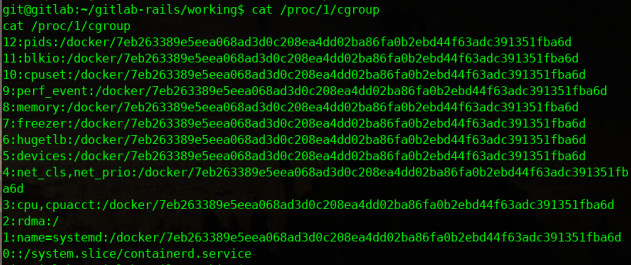 git@gitlab:~/gitlab-rails/working$ cat /proc/1/cgroup
cat /proc/1/cgroup
12:pids:/docker/7eb263389e5eea068ad3d0c208ea4dd02ba86fa0b2ebd44f63adc391351fba6d
11:blkio:/docker/7eb263389e5eea068ad3d0c208ea4dd02ba86fa0b2ebd44f63adc391351fba6d
10:cpuset:/docker/7eb263389e5eea068ad3d0c208ea4dd02ba86fa0b2ebd44f63adc391351fba6d
9:perf_event:/docker/7eb263389e5eea068ad3d0c208ea4dd02ba86fa0b2ebd44f63adc391351fba6d
8:memory:/docker/7eb263389e5eea068ad3d0c208ea4dd02ba86fa0b2ebd44f63adc391351fba6d
7:freezer:/docker/7eb263389e5eea068ad3d0c208ea4dd02ba86fa0b2ebd44f63adc391351fba6d
6:hugetlb:/docker/7eb263389e5eea068ad3d0c208ea4dd02ba86fa0b2ebd44f63adc391351fba6d
5:devices:/docker/7eb263389e5eea068ad3d0c208ea4dd02ba86fa0b2ebd44f63adc391351fba6d
4:net_cls,net_prio:/docker/7eb263389e5eea068ad3d0c208ea4dd02ba86fa0b2ebd44f63adc391351fb
a6d
3:cpu,cpuacct:/docker/7eb263389e5eea068ad3d0c208ea4dd02ba86fa0b2ebd44f63adc391351fba6d
2:rdma:/
1:name=systemd:/docker/7eb263389e5eea068ad3d0c208ea4dd02ba86fa0b2ebd44f63adc391351fba6d
0::/system.slice/containerd.service